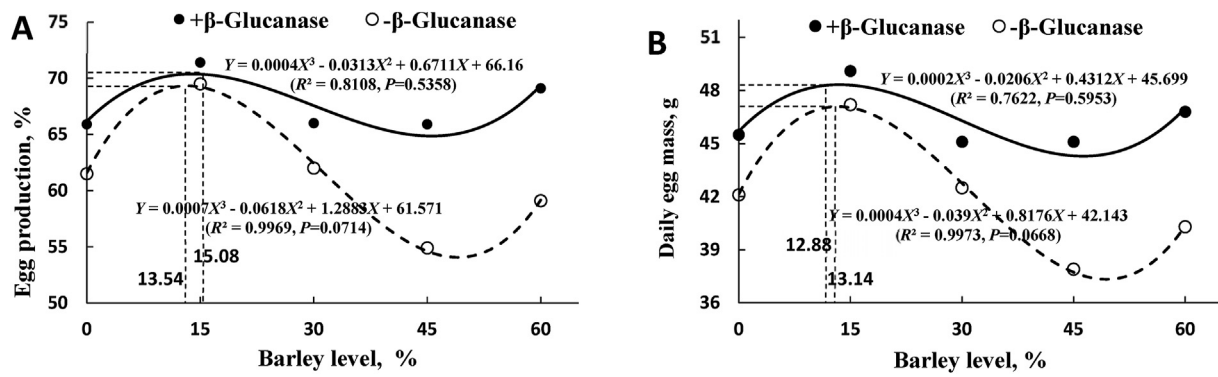 A
+β-Glucanase
-β-Glucanase
Egg production, %
75
70
65
60
55
50
Y = 0.0004X³ - 0.0313X² + 0.6711X + 66.16
(R² = 0.8108, P=0.5358)
Y = 0.0007X³ - 0.0618X² + 1.2883X + 61.571
(R² = 0.9969, P=0.0714)
15.08
13.54
0
15
30
45
60
Barley level, %
B
+β-Glucanase
-β-Glucanase
Daily egg mass, g
51
48
45
42
39
36
Y = 0.0002X³ - 0.0206X² + 0.4312X + 45.699
(R² = 0.7622, P=0.5953)
Y = 0.0004X³ - 0.039X² + 0.8176X + 42.143
(R² = 0.9973, P=0.0668)
12.88
13.14
0
15
30
45
60
Barley level, %